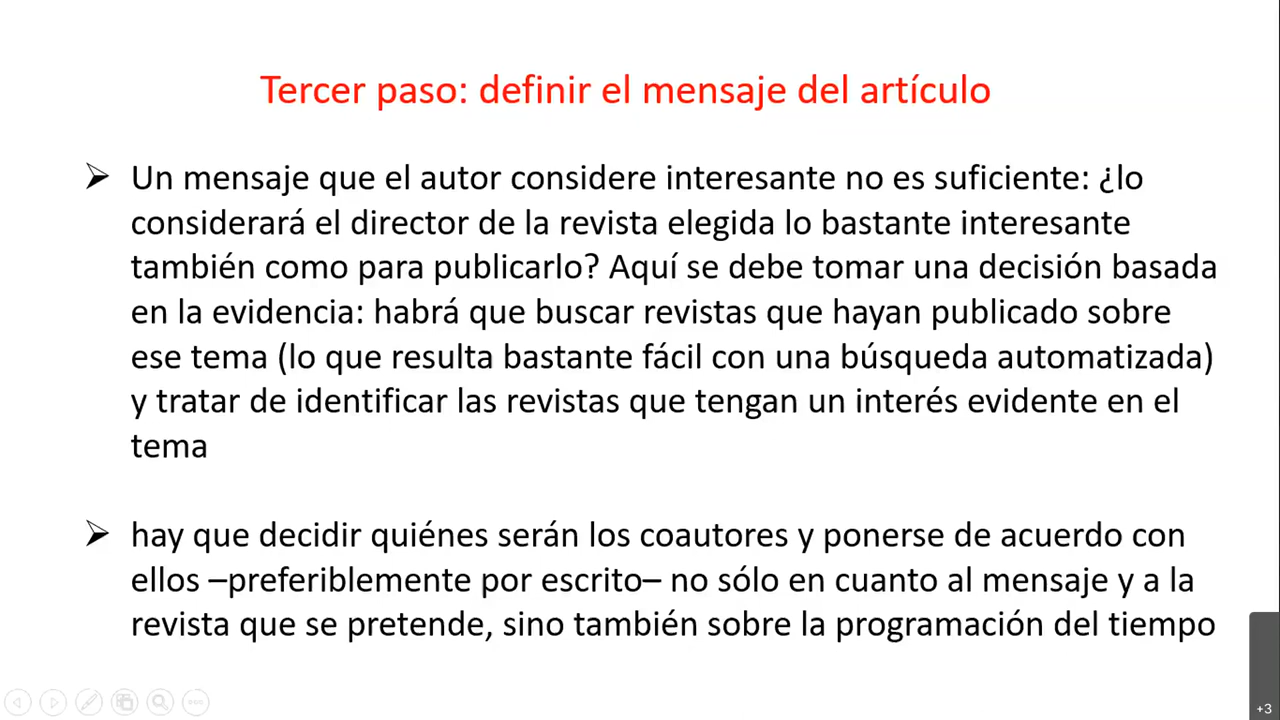 Tercer paso: definir el mensaje del artículo
Un mensaje que el autor considere interesante no es suficiente: ¿lo
considerará el director de la revista elegida lo bastante interesante
también como para publicarlo? Aquí se debe tomar una decisión basada
en la evidencia: habrá que buscar revistas que hayan publicado sobre
ese tema (lo que resulta bastante fácil con una búsqueda automatizada)
y tratar de identificar las revistas que tengan un interés evidente en el
tema
hay que decidir quiénes serán los coautores y ponerse de acuerdo con
ellos –preferiblemente por escrito– no sólo en cuanto al mensaje y a la
revista que se pretende, sino también sobre la programación del tiempo
+3